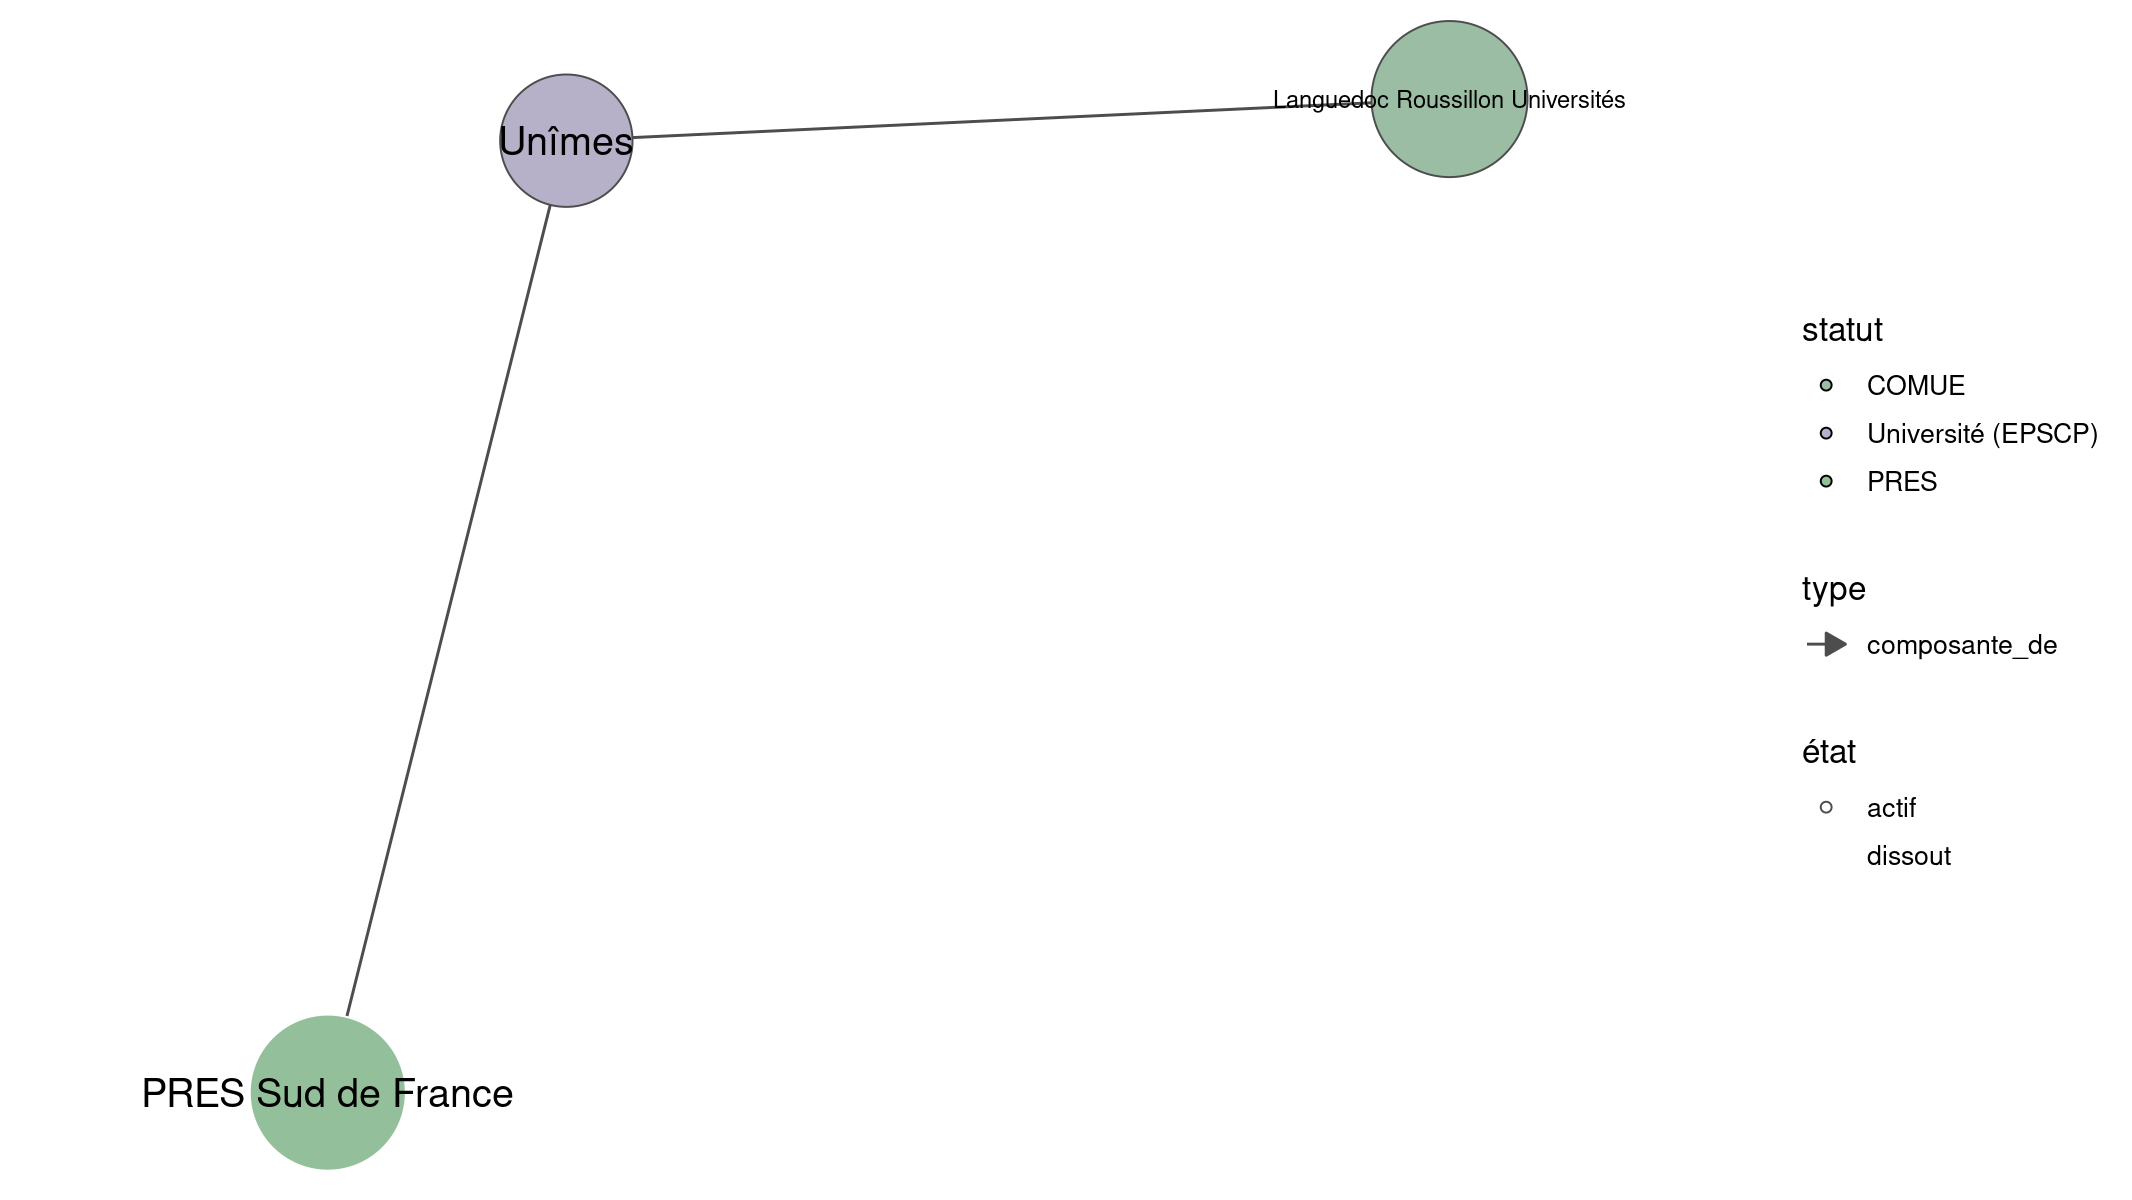 Languedoc Roussillon Universités
Unîmes
PRES Sud de France
statut
COMUE
Université (EPSCP)
PRES
type
composante_de
état
actif
dissout